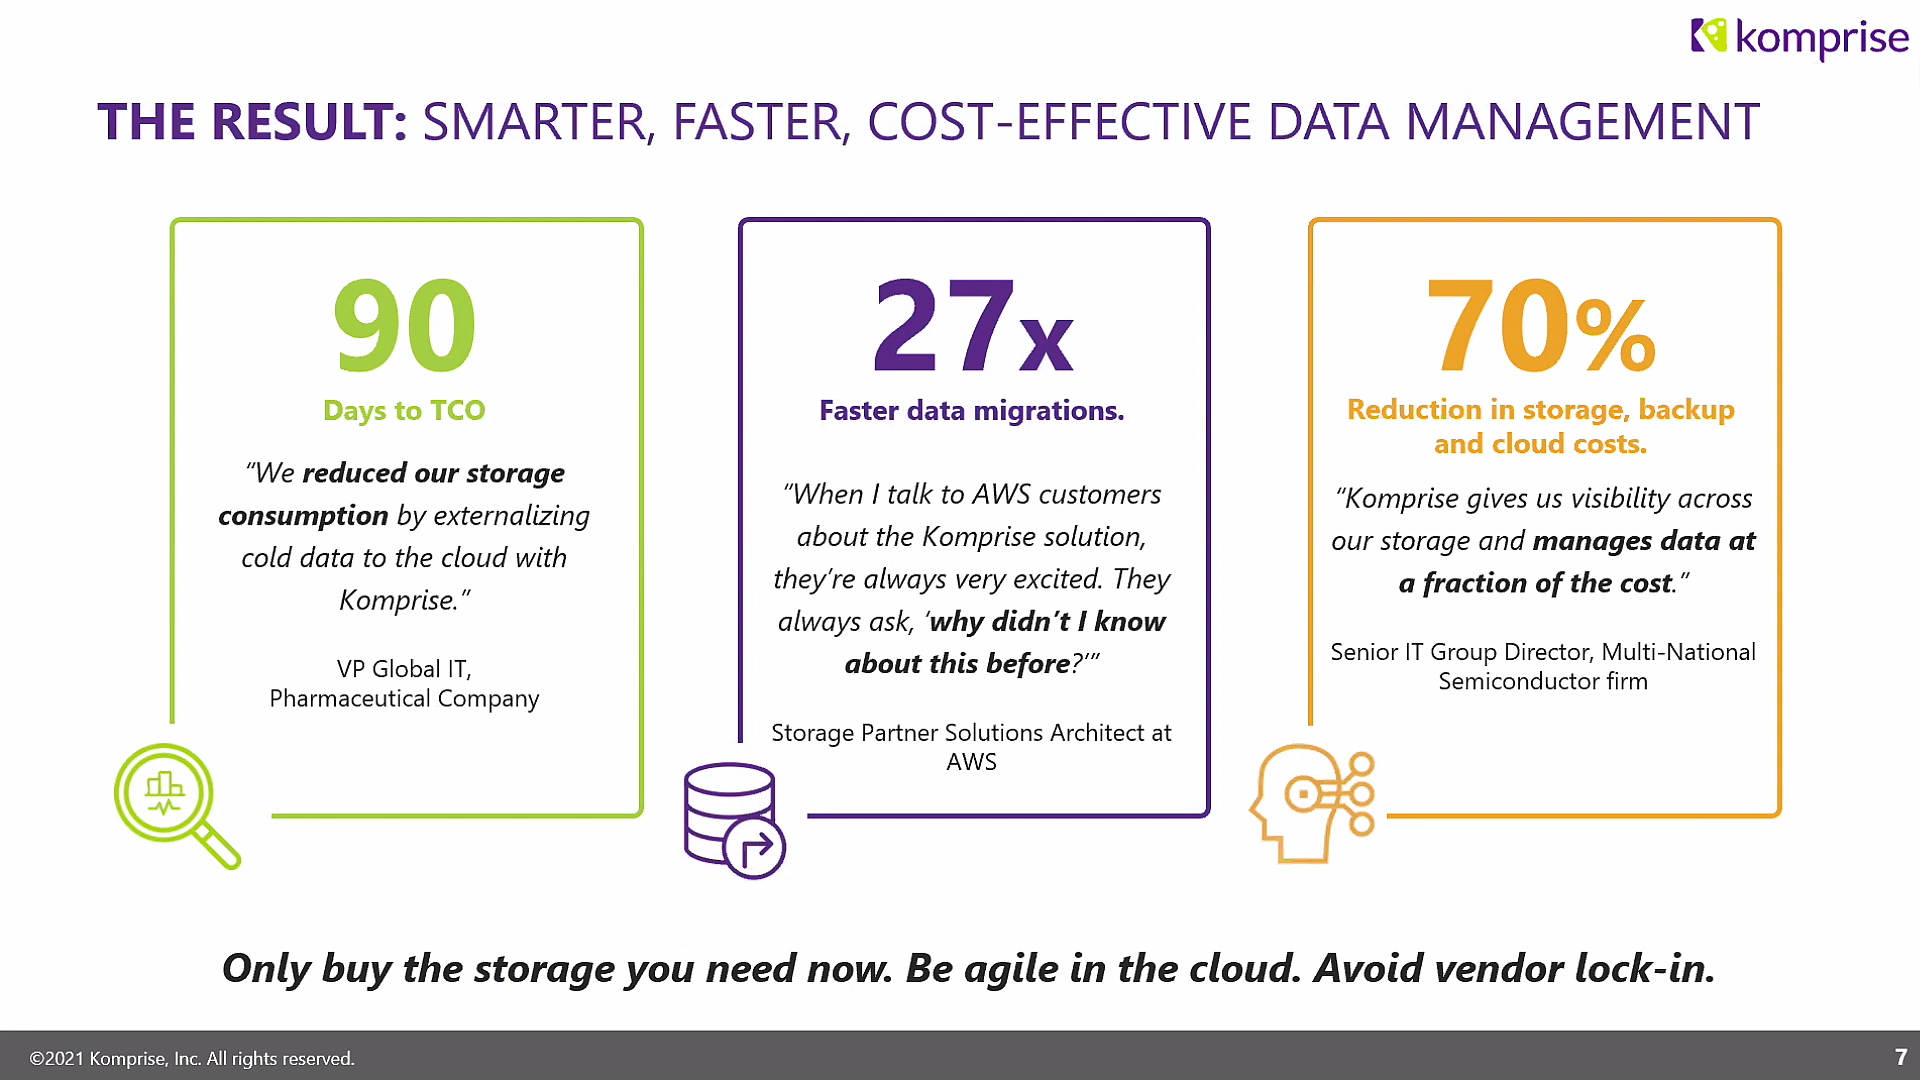 komprise
THE RESULT: SMARTER, FASTER, COST-EFFECTIVE DATA MANAGEMENT
90
Days to TCO
“We reduced our storage
consumption by externalizing
cold data to the cloud with
Komprise.”
VP Global IT,
Pharmaceutical Company
27x
Faster data migrations.
“When I talk to AWS customers
about the Komprise solution,
they’re always very excited. They
always ask, ‘why didn’t I know
about this before?’”
Storage Partner Solutions Architect at
AWS
70%
Reduction in storage, backup
and cloud costs.
“Komprise gives us visibility across
our storage and manages data at
a fraction of the cost.”
Senior IT Group Director, Multi-National
Semiconductor firm
Only buy the storage you need now. Be agile in the cloud. Avoid vendor lock-in.
©2021 Komprise, Inc. All rights reserved.
7